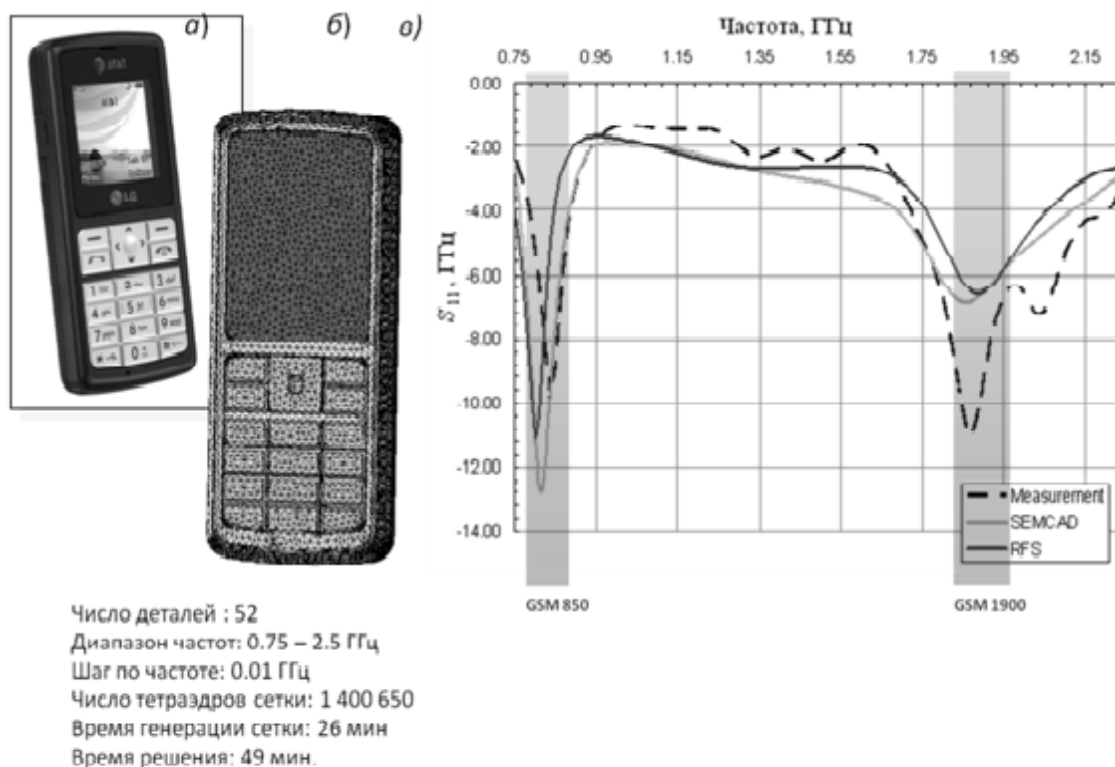 а)
б)
в)
at&t
LG
Частота, ГГц
0.75 0.95 1.15 1.35 1.55 1.75 1.95 2.15
0.00
-2.00
-4.00
-6.00
-8.00
-10.00
-12.00
-14.00
S₁₁, ГГц
Measurement
SEMCAD
RFS
GSM 850
GSM 1900
Число деталей : 52
Диапазон частот: 0.75 – 2.5 ГГц
Шаг по частоте: 0.01 ГГц
Число тетраэдров сетки: 1 400 650
Время генерации сетки: 26 мин
Время решения: 49 мин.